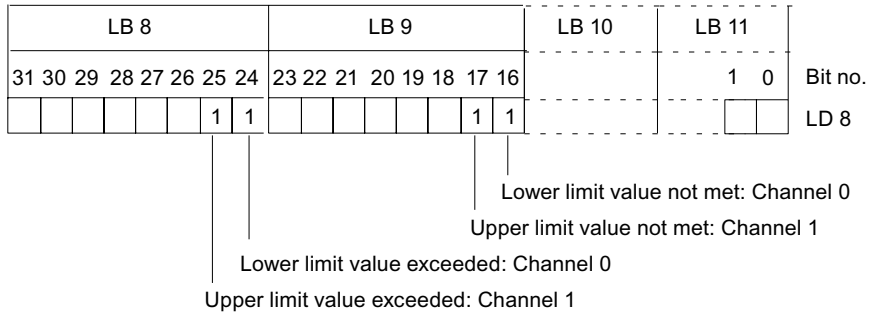 LB 8 LB 9 LB 10 LB 11
31 30 29 28 27 26 25 24 23 22 21 20 19 18 17 16 1 0 Bit no.
1 1 1 1 LD 8
Lower limit value not met: Channel 0
Upper limit value not met: Channel 1
Lower limit value exceeded: Channel 0
Upper limit value exceeded: Channel 1